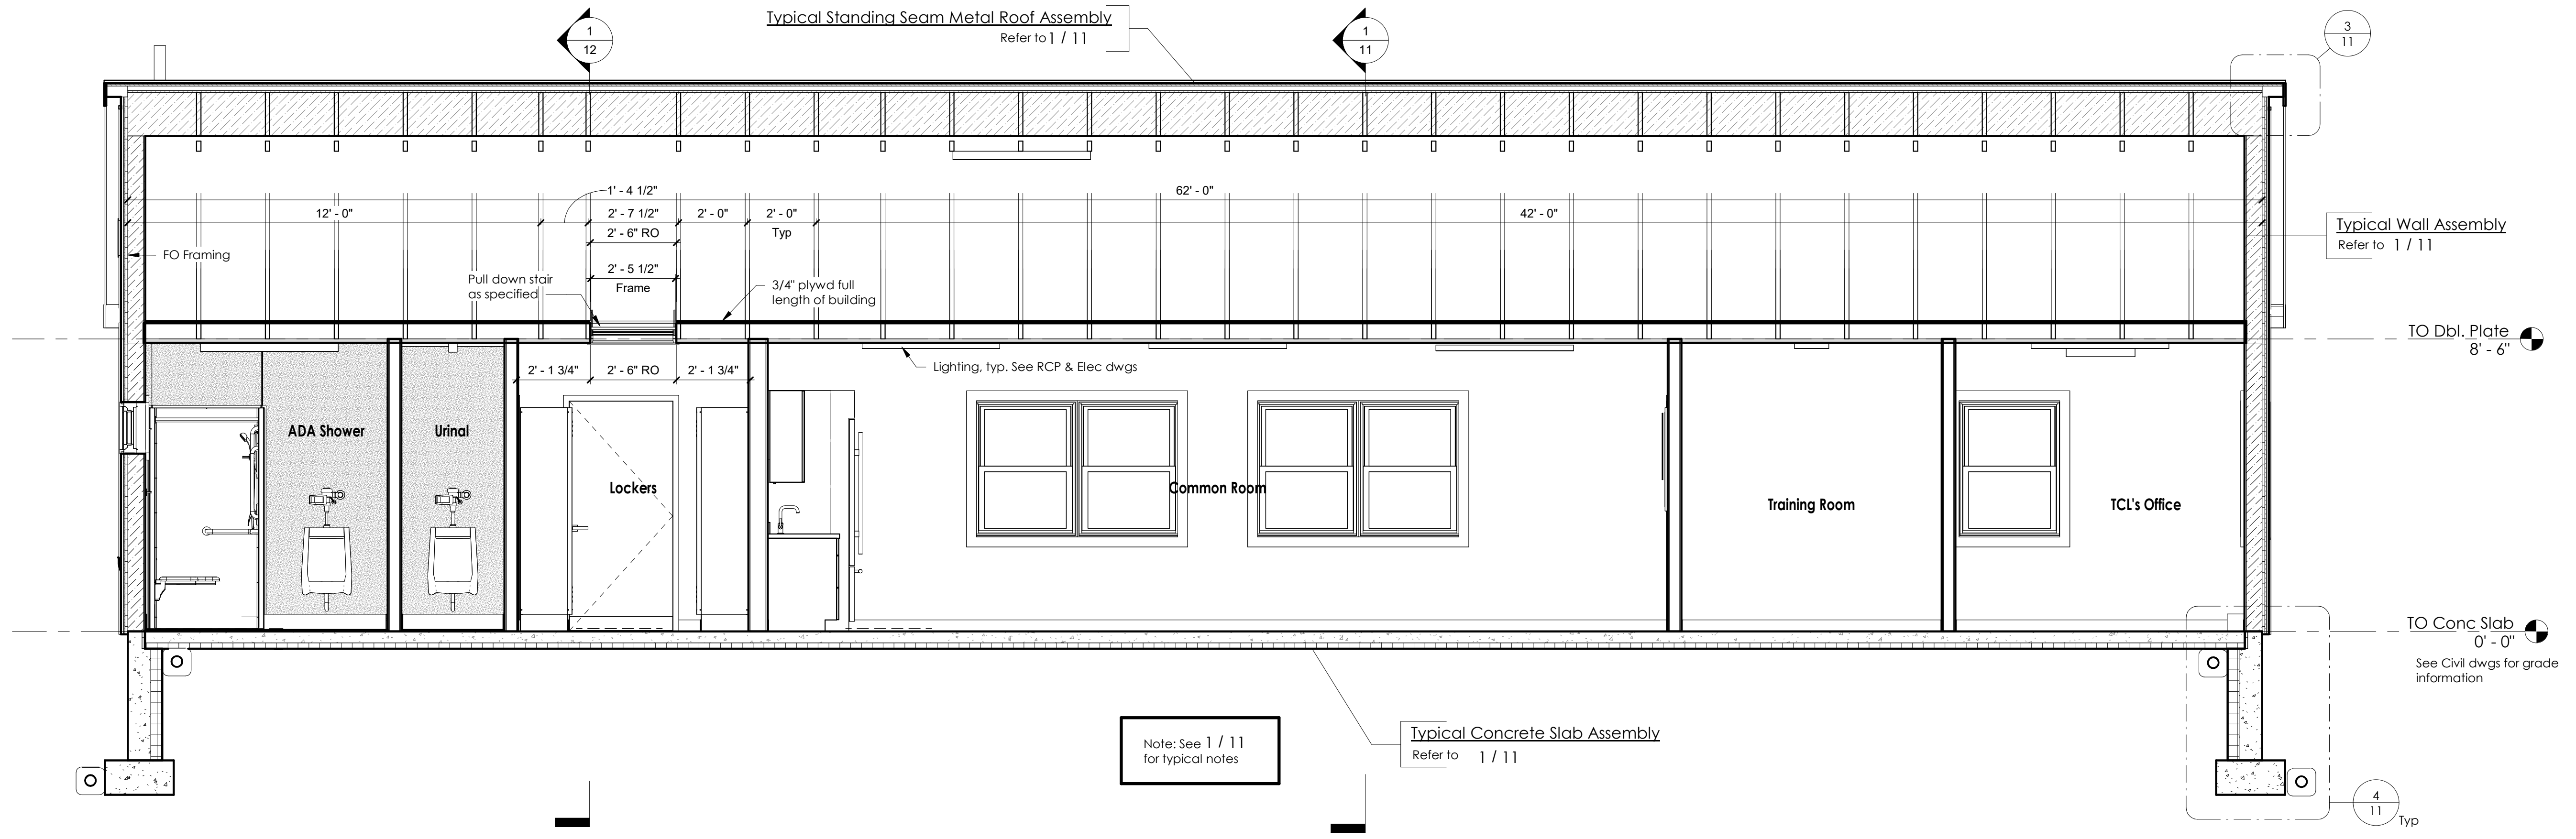 1
12
Typical Standing Seam Metal Roof Assembly
Refer to 1 / 11
1
11
3
11
1' - 4 1/2"
62' - 0"
12' - 0"
2' - 7 1/2"
2' - 0"
2' - 0"
Typ
42' - 0"
2' - 6" RO
FO Framing
2' - 5 1/2"
Frame
Pull down stair
as specified
3/4" plywd full
length of building
Typical Wall Assembly
Refer to 1 / 11
TO Dbl. Plate
8' - 6"
2' - 1 3/4"
2' - 6" RO
2' - 1 3/4"
Lighting, typ. See RCP & Elec dwgs
ADA Shower
Urinal
Lockers
Common Room
Training Room
TCL's Office
TO Conc Slab
0' - 0"
See Civil dwgs for grade
information
Note: See 1 / 11
for typical notes
Typical Concrete Slab Assembly
Refer to 1 / 11
4
11
Typ